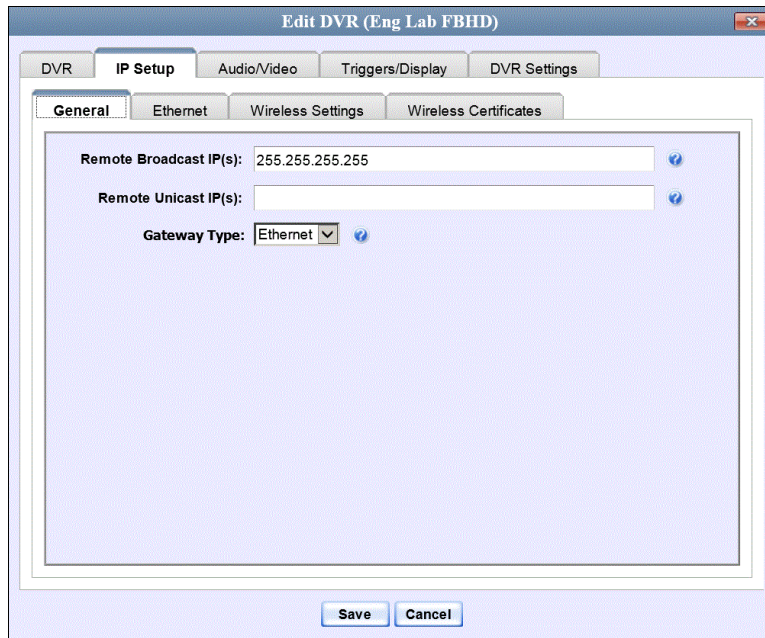 Edit DVR (Eng Lab FBHD)
DVR IP Setup Audio/Video Triggers/Display DVR Settings
General Ethernet Wireless Settings Wireless Certificates
Remote Broadcast IP(s): 255.255.255.255
Remote Unicast IP(s):
Gateway Type: Ethernet
Save Cancel